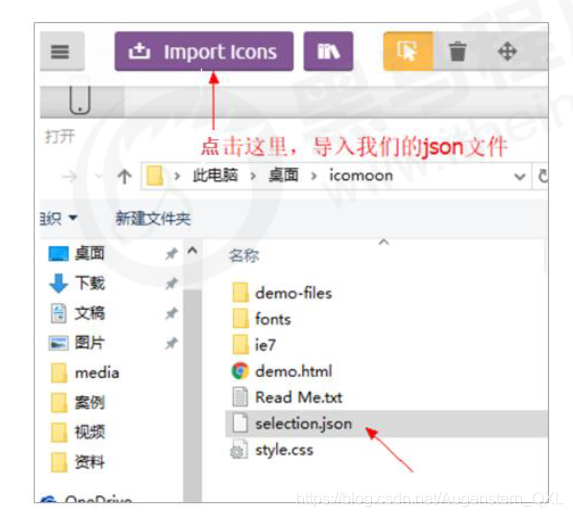 Import Icons
打开
点击这里，导入我们的json文件
此电脑 › 桌面 › icomoon
组织 新建文件夹
名称
桌面
下载
文稿
图片
media
案例
视频
资料
OneDrive
demo-files
fonts
ie7
demo.html
Read Me.txt
selection.json
style.css
https://blog.csdn.net/Augenstern_QXL